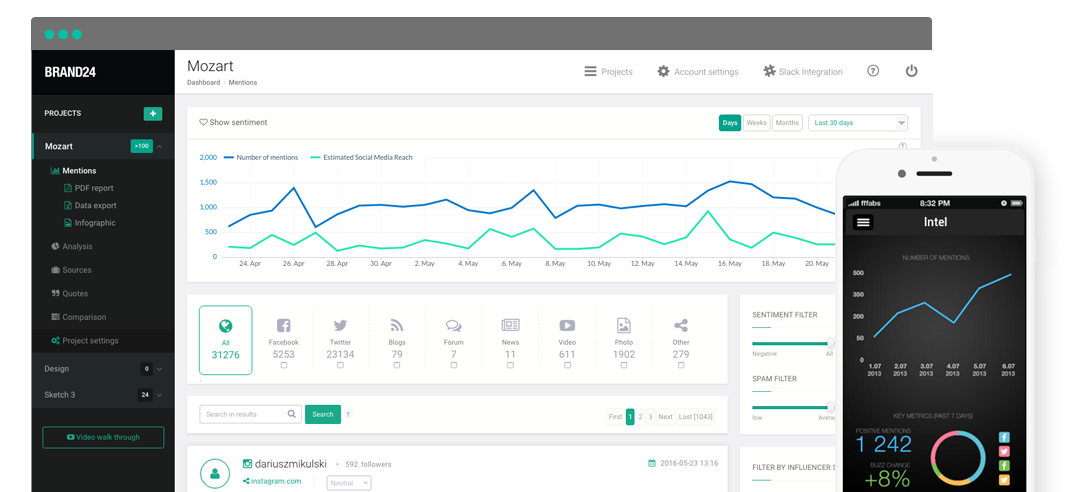 BRAND24
Mozart
Dashboard › Mentions
Projects
Account settings
Slack Integration
PROJECTS
Mozart >100
Mentions
PDF report
Data export
Infographic
Analysis
Sources
Quotes
Comparison
Project settings
Design 0
Sketch 3 24
Video walk through
Show sentiment
Days Weeks Months Last 30 days
2,000 Number of mentions Estimated Social Media Reach
1,500
1,000
500
0
24. Apr 26. Apr 28. Apr 30. Apr 2. May 4. May 6. May 8. May 10. May 12. May 14. May 16. May 18. May 20. May
All Facebook Twitter Blogs Forum News Video Photo Other
31276 5253 23134 79 7 11 611 1902 279
SENTIMENT FILTER
Negative All
SPAM FILTER
low
FILTER BY INFLUENCER S
Search in results Search ?
First 1 2 3 Next Last [1043]
dariuszmikulski • 592 followers 2016-05-23 13:16
instagram.com Neutral
fffabs 8:32 PM
Intel
NUMBER OF MENTIONS
500
350
200
50
0
1.07 2.07 3.07 4.07 5.07 6.07
2013 2013 2013 2013 2013 2013
KEY METRICS (PAST 7 DAYS)
POSITIVE MENTIONS
1 242
BUZZ CHANGE
+8%